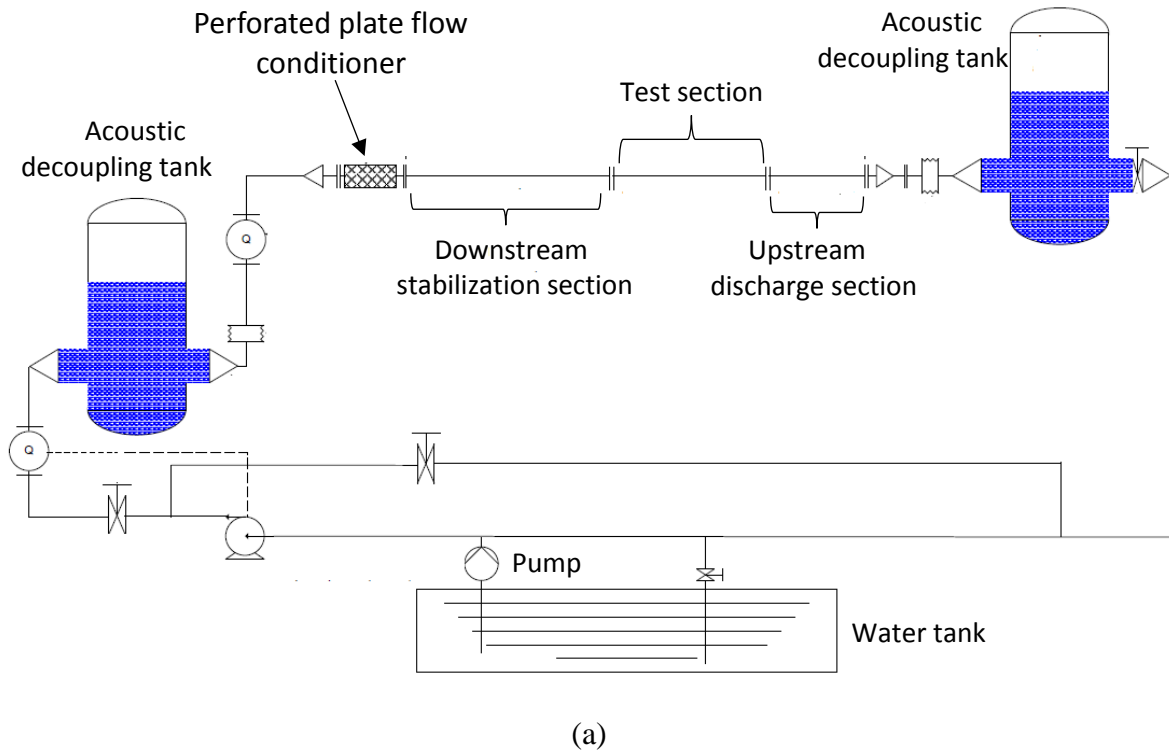 Perforated plate flow
conditioner
Acoustic
decoupling tank
Test section
Acoustic
decoupling tank
Q
Downstream
stabilization section
Upstream
discharge section
Q
Pump
Water tank
(a)